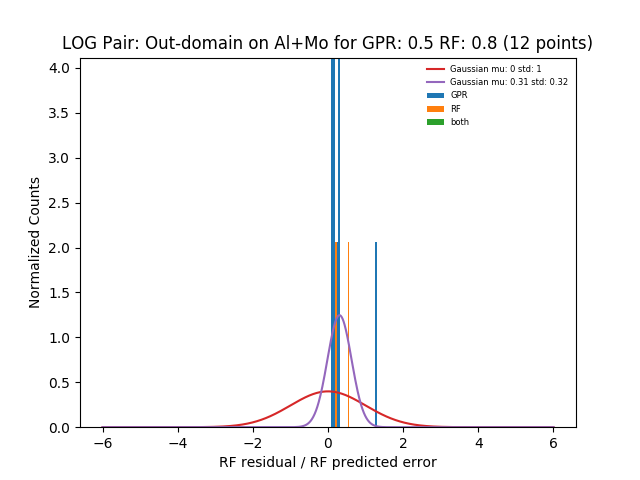 LOG Pair: Out-domain on Al+Mo for GPR: 0.5 RF: 0.8 (12 points)
Gaussian mu: 0 std: 1
Gaussian mu: 0.31 std: 0.32
GPR
RF
both
Normalized Counts
4.0
3.5
3.0
2.5
2.0
1.5
1.0
0.5
0.0
−6 −4 −2 0 2 4 6
RF residual / RF predicted error